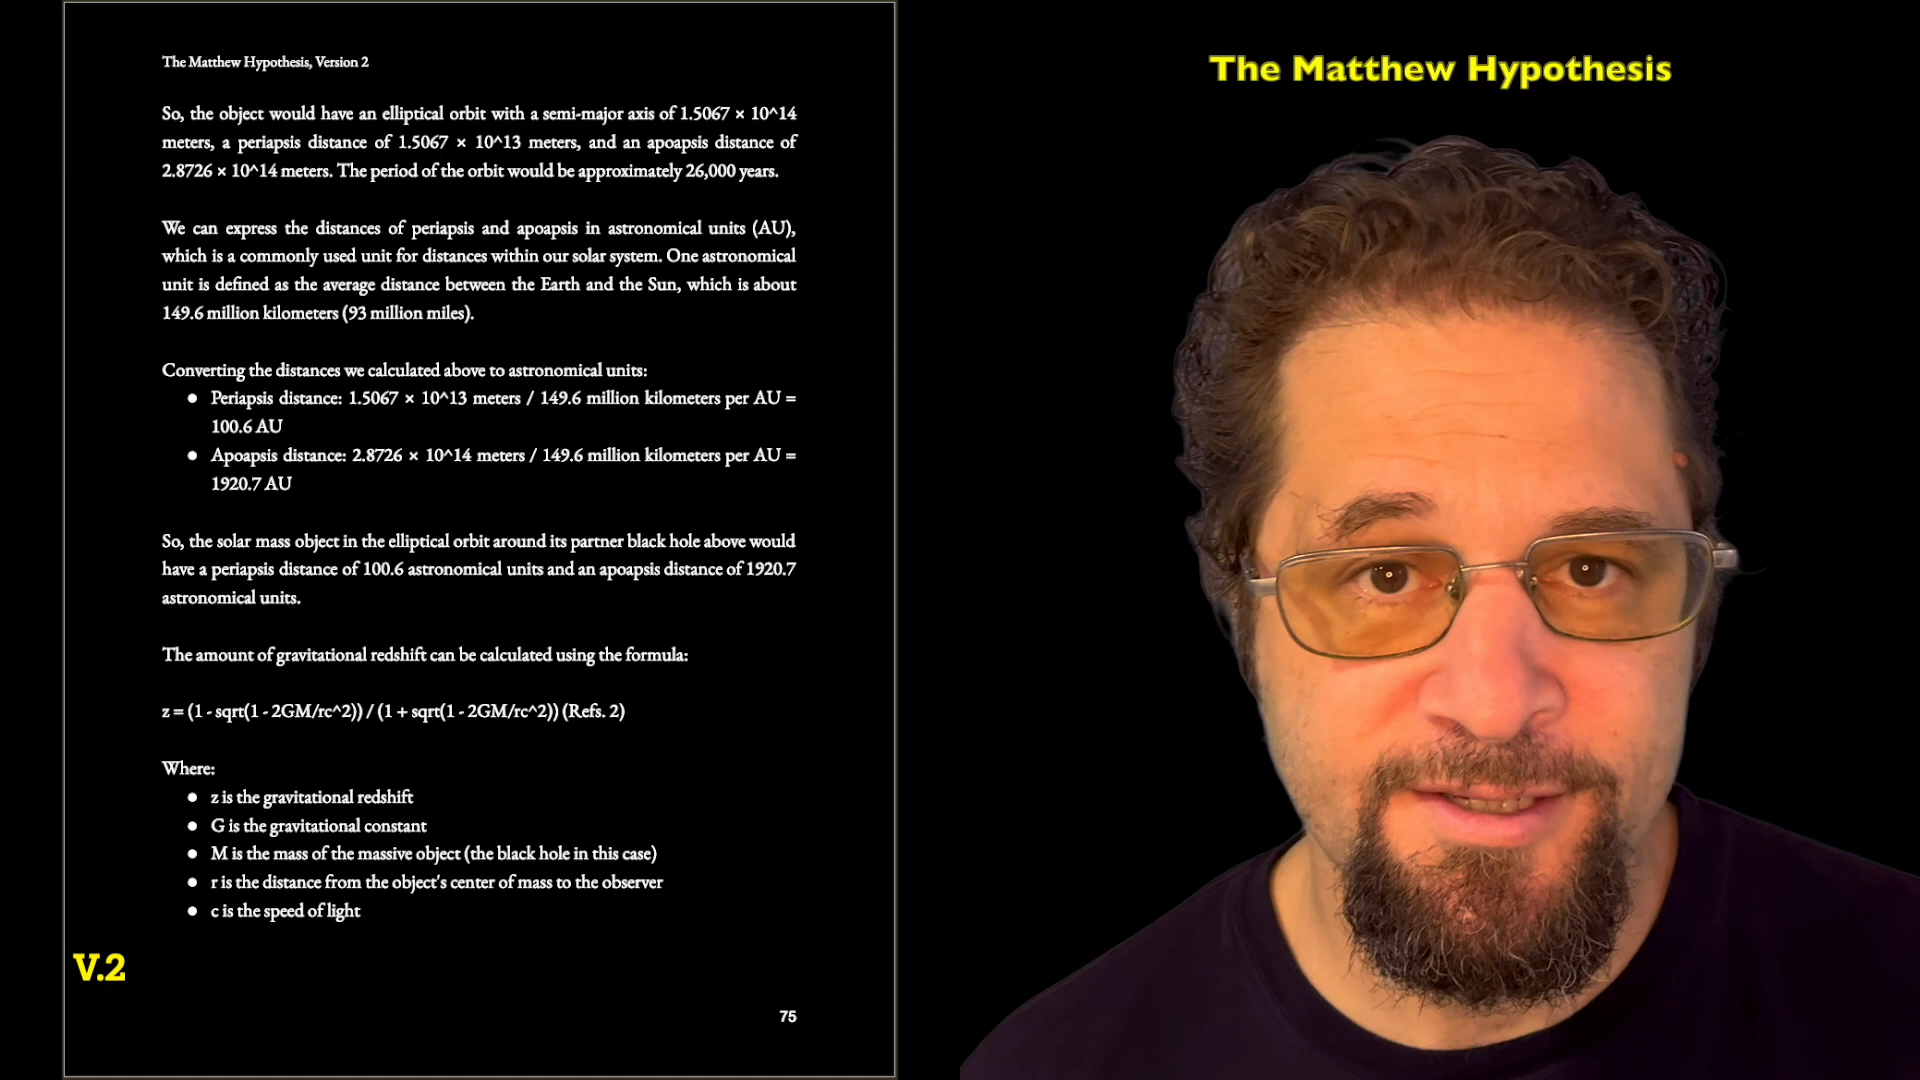 The Matthew Hypothesis, Version 2
So, the object would have an elliptical orbit with a semi-major axis of 1.5067 × 10^14
meters, a periapsis distance of 1.5067 × 10^13 meters, and an apoapsis distance of
2.8726 × 10^14 meters. The period of the orbit would be approximately 26,000 years.
We can express the distances of periapsis and apoapsis in astronomical units (AU),
which is a commonly used unit for distances within our solar system. One astronomical
unit is defined as the average distance between the Earth and the Sun, which is about
149.6 million kilometers (93 million miles).
Converting the distances we calculated above to astronomical units:
● Periapsis distance: 1.5067 × 10^13 meters / 149.6 million kilometers per AU =
100.6 AU
● Apoapsis distance: 2.8726 × 10^14 meters / 149.6 million kilometers per AU =
1920.7 AU
So, the solar mass object in the elliptical orbit around its partner black hole above would
have a periapsis distance of 100.6 astronomical units and an apoapsis distance of 1920.7
astronomical units.
The amount of gravitational redshift can be calculated using the formula:
z = (1 - sqrt(1 - 2GM/rc^2)) / (1 + sqrt(1 - 2GM/rc^2)) (Refs. 2)
Where:
● z is the gravitational redshift
● G is the gravitational constant
● M is the mass of the massive object (the black hole in this case)
● r is the distance from the object's center of mass to the observer
● c is the speed of light
V.2
75
The Matthew Hypothesis